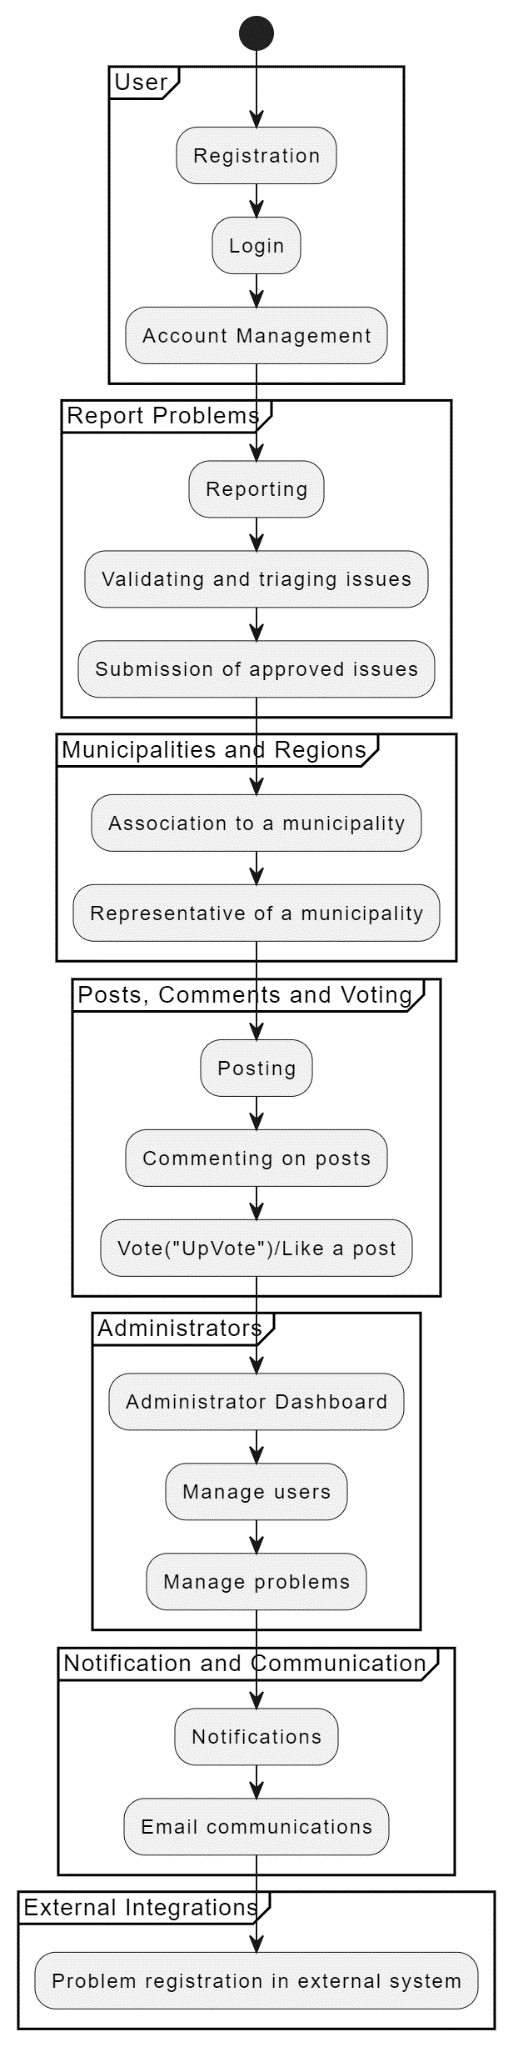 User
Registration
Login
Account Management
Report Problems
Reporting
Validating and triaging issues
Submission of approved issues
Municipalities and Regions
Association to a municipality
Representative of a municipality
Posts, Comments and Voting
Posting
Commenting on posts
Vote("UpVote")/Like a post
Administrators
Administrator Dashboard
Manage users
Manage problems
Notification and Communication
Notifications
Email communications
External Integrations
Problem registration in external system